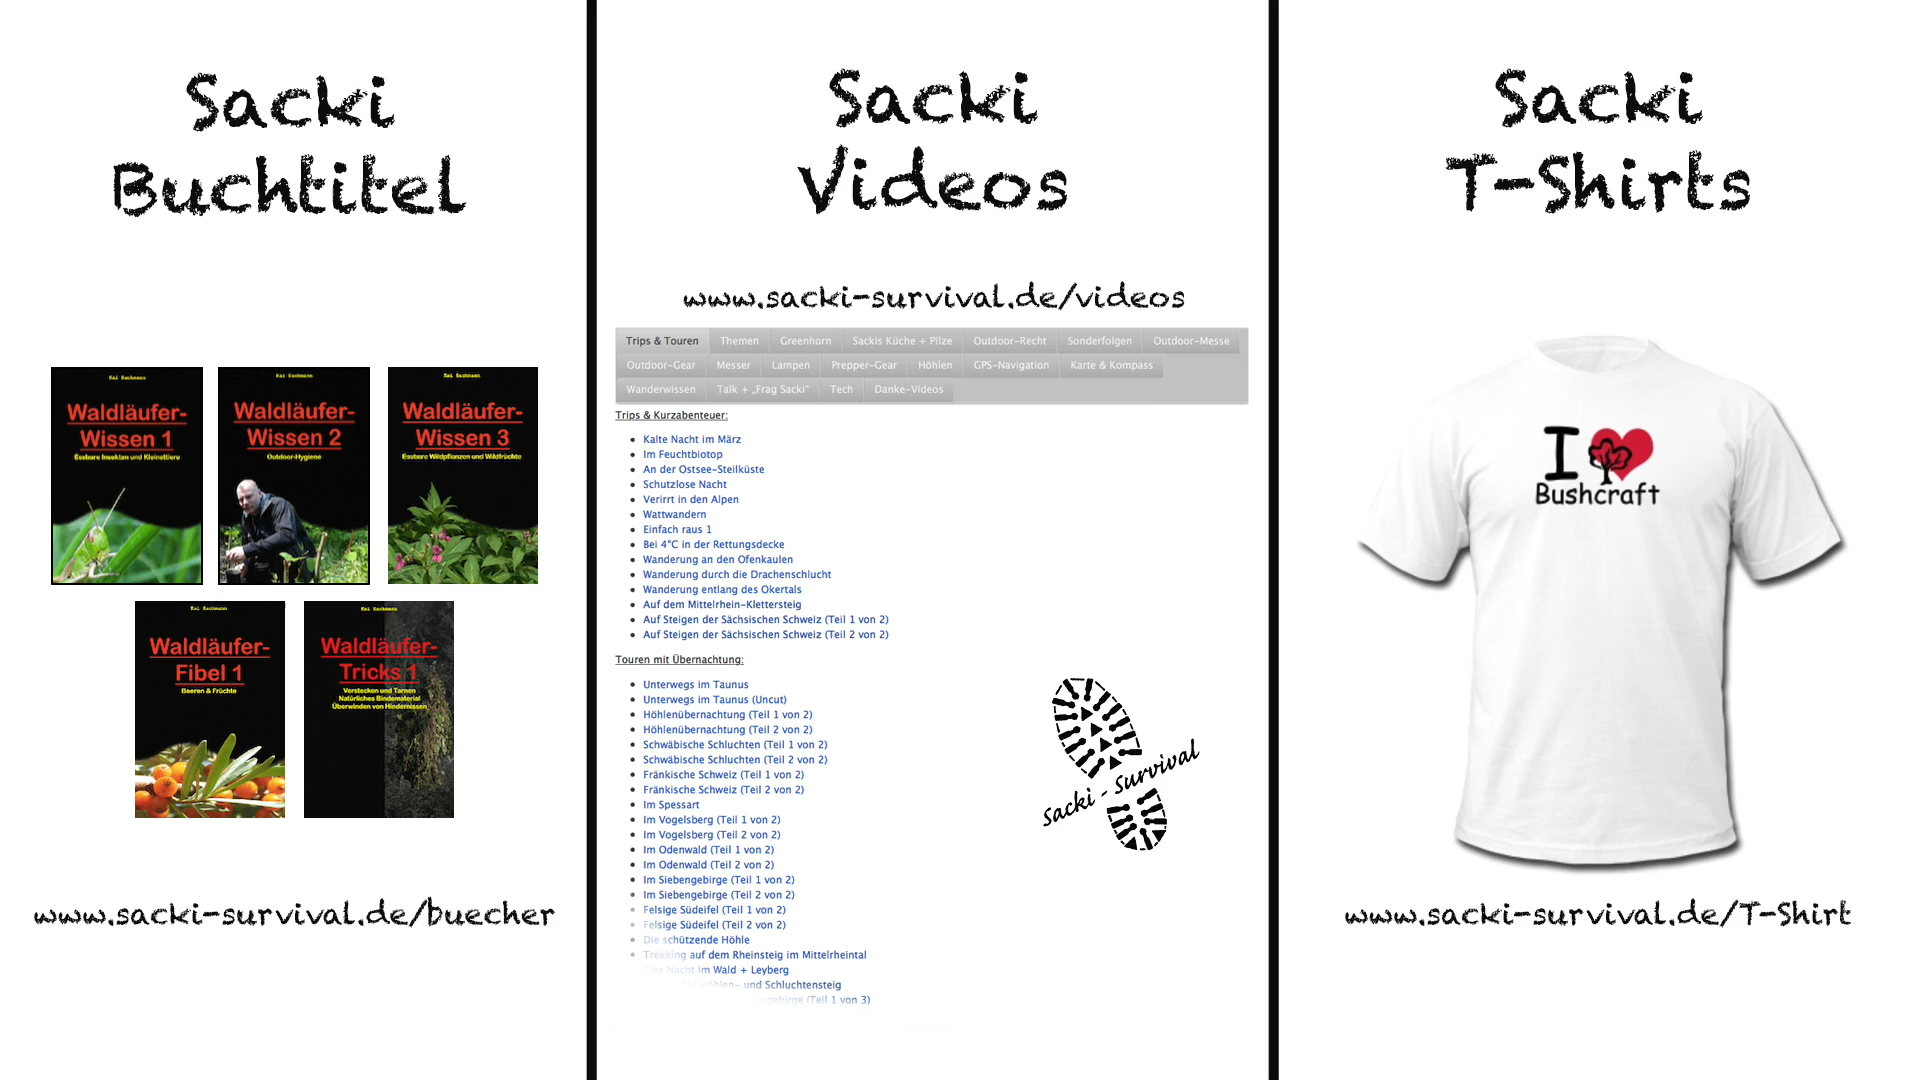 Sacki
Buchtitel
Kai Sackmann
Waldläufer-
Wissen 1
Essbare Insekten und Kleinsttiere
Kai Sackmann
Waldläufer-
Wissen 2
Outdoor-Hygiene
Kai Sackmann
Waldläufer-
Wissen 3
Essbare Wildpflanzen und Wildfrüchte
Kai Sackmann
Waldläufer-
Fibel 1
Beeren & Früchte
Kai Sackmann
Waldläufer-
Tricks 1
Verstecken und Tarnen
Natürliches Bindematerial
Überwinden von Hindernissen
www.sacki-survival.de/buecher
Sacki
Videos
www.sacki-survival.de/videos
Trips & Touren Themen Greenhorn Sackis Küche + Pilze Outdoor-Recht Sonderfolgen Outdoor-Messe
Outdoor-Gear Messer Lampen Prepper-Gear Höhlen GPS-Navigation Karte & Kompass
Wanderwissen Talk + „Frag Sacki" Tech Danke-Videos
Trips & Kurzabenteuer:
Kalte Nacht im März
Im Feuchtbiotop
An der Ostsee-Steilküste
Schutzlose Nacht
Verirrt in den Alpen
Wattwandern
Einfach raus 1
Bei 4°C in der Rettungsdecke
Wanderung an den Ofenkaulen
Wanderung durch die Drachenschlucht
Wanderung entlang des Okertals
Auf dem Mittelrhein-Klettersteig
Auf Steigen der Sächsischen Schweiz (Teil 1 von 2)
Auf Steigen der Sächsischen Schweiz (Teil 2 von 2)
Touren mit Übernachtung:
Unterwegs im Taunus
Unterwegs im Taunus (Uncut)
Höhlenübernachtung (Teil 1 von 2)
Höhlenübernachtung (Teil 2 von 2)
Schwäbische Schluchten (Teil 1 von 2)
Schwäbische Schluchten (Teil 2 von 2)
Fränkische Schweiz (Teil 1 von 2)
Fränkische Schweiz (Teil 2 von 2)
Im Spessart
Im Vogelsberg (Teil 1 von 2)
Im Vogelsberg (Teil 2 von 2)
Im Odenwald (Teil 1 von 2)
Im Odenwald (Teil 2 von 2)
Im Siebengebirge (Teil 1 von 2)
Im Siebengebirge (Teil 2 von 2)
Felsige Südeifel (Teil 1 von 2)
Felsige Südeifel (Teil 2 von 2)
Die schützende Höhle
Trekking auf dem Rheinsteig im Mittelrheintal
Nacht im Wald + Leyberg
Höhlen- und Schluchtensteig
(Teil 1 von 3)
sacki - survival
Sacki
T-Shirts
I
Bushcraft
www.sacki-survival.de/T-Shirt